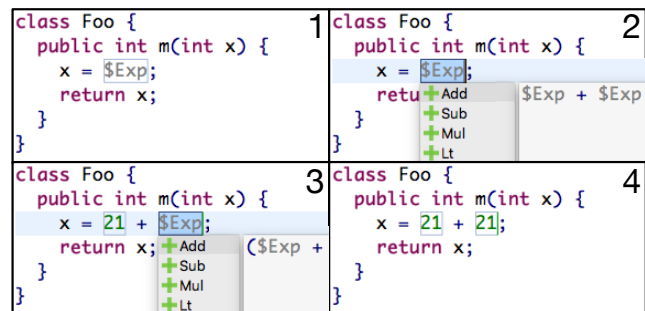 class Foo { 1
public int m(int x) {
x = $Exp;
return x;
}
}
class Foo { 2
public int m(int x) {
x = $Exp;
retu Add $Exp + $Exp
} Sub
} Mul
Lt
class Foo { 3
public int m(int x) {
x = 21 + $Exp;
return x; Add ($Exp +
} Sub
} Mul
Lt
class Foo { 4
public int m(int x) {
x = 21 + 21;
return x;
}
}